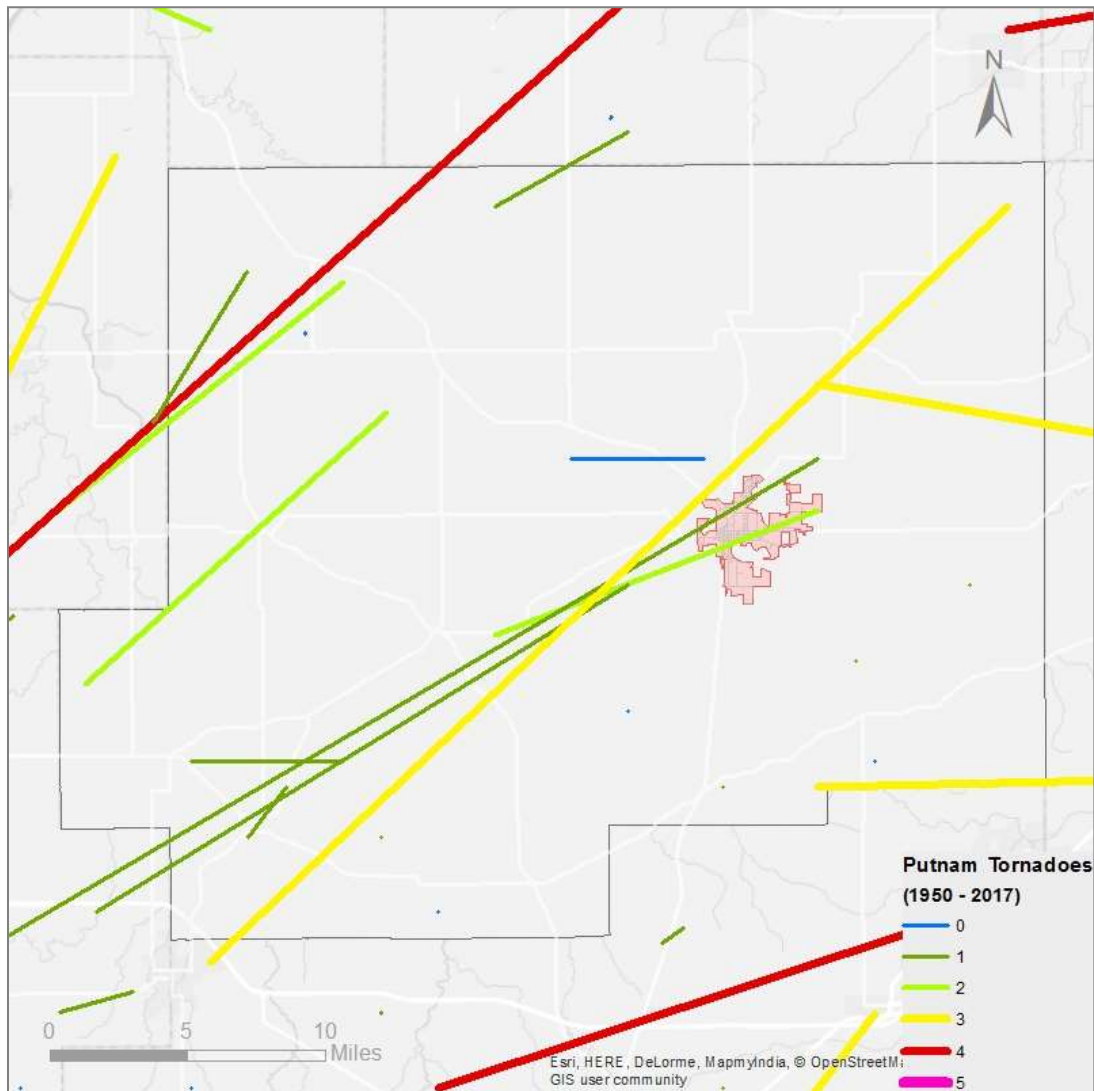 N
Putnam Tornadoes
(1950 - 2017)
0
1
2
3
4
5
0 5 10
Miles
Esri, HERE, DeLorme, MapmyIndia, © OpenStreetMa
GIS user community